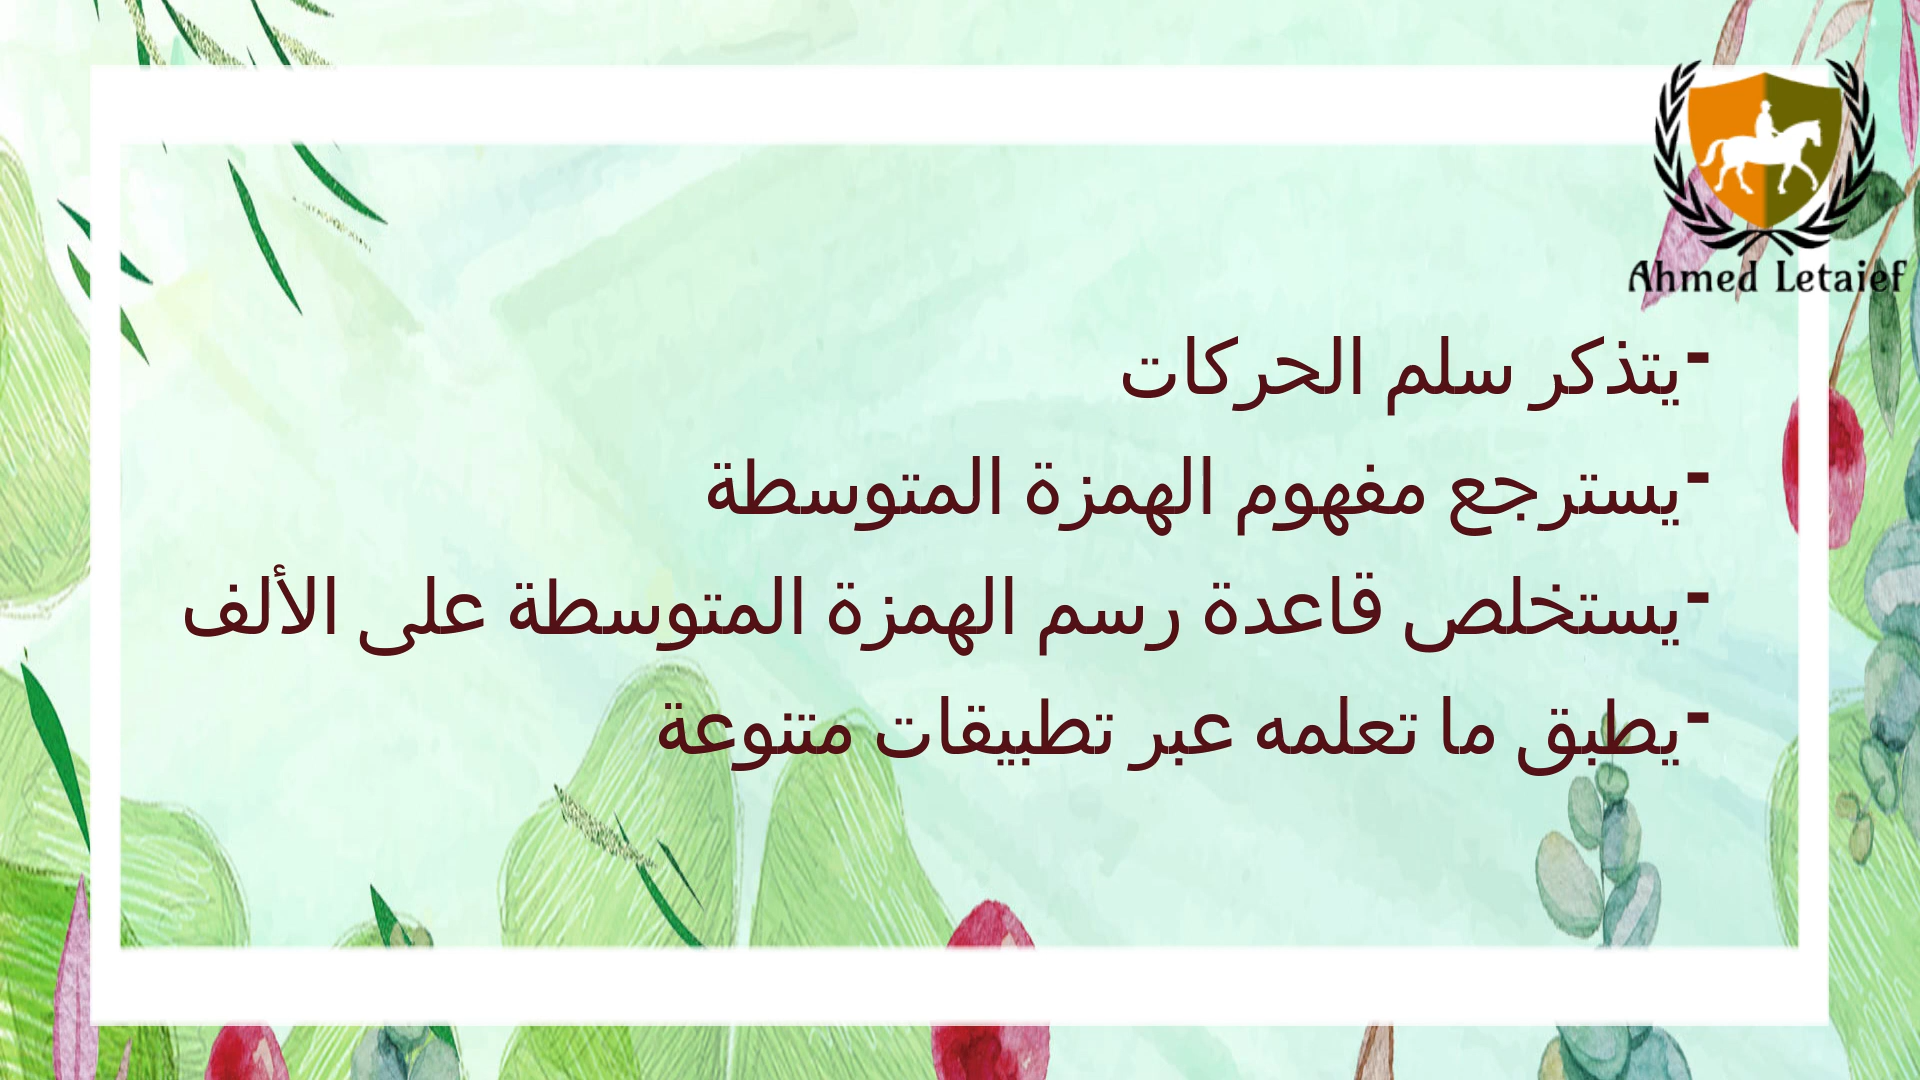 Ahmed Letaief
-يتذكر سلم الحركات
-يسترجع مفهوم الهمزة المتوسطة
-يستخلص قاعدة رسم الهمزة المتوسطة على الألف
-يطبق ما تعلمه عبر تطبيقات متنوعة